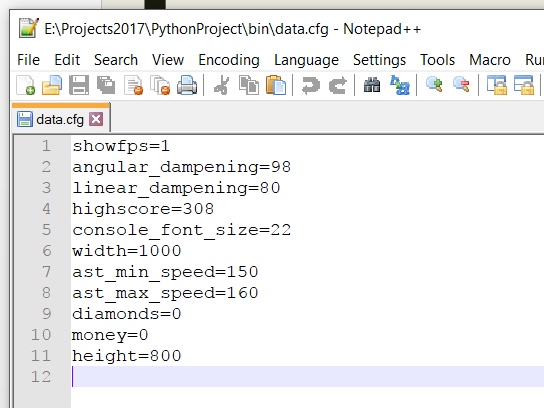 E:\Projects2017\PythonProject\bin\data.cfg - Notepad++
File Edit Search View Encoding Language Settings Tools Macro Ru
data.cfg
1 showfps=1
2 angular_dampening=98
3 linear_dampening=80
4 highscore=308
5 console_font_size=22
6 width=1000
7 ast_min_speed=150
8 ast_max_speed=160
9 diamonds=0
10 money=0
11 height=800
12